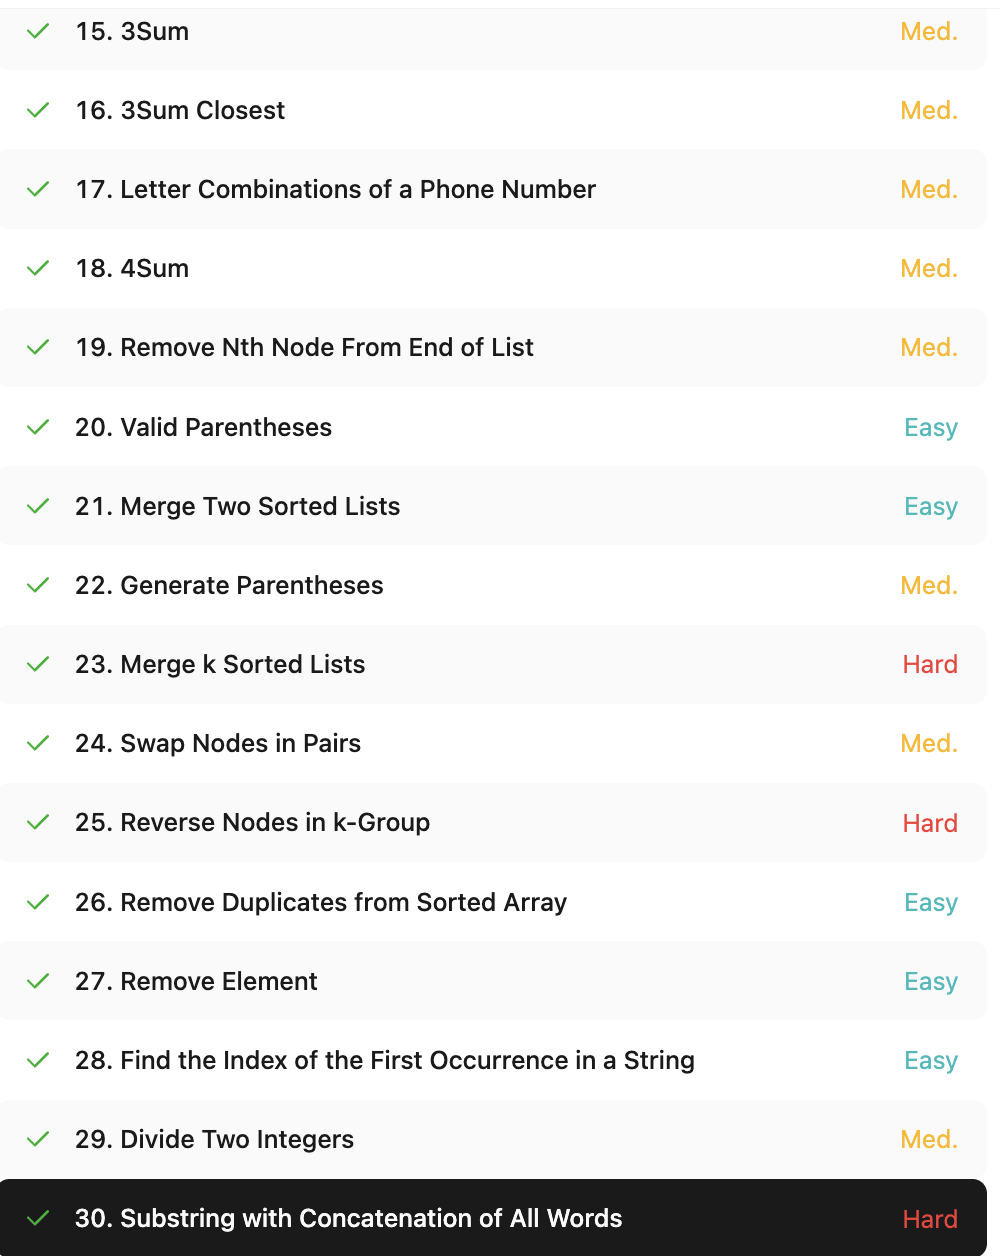 15. 3Sum Med.
16. 3Sum Closest Med.
17. Letter Combinations of a Phone Number Med.
18. 4Sum Med.
19. Remove Nth Node From End of List Med.
20. Valid Parentheses Easy
21. Merge Two Sorted Lists Easy
22. Generate Parentheses Med.
23. Merge k Sorted Lists Hard
24. Swap Nodes in Pairs Med.
25. Reverse Nodes in k-Group Hard
26. Remove Duplicates from Sorted Array Easy
27. Remove Element Easy
28. Find the Index of the First Occurrence in a String Easy
29. Divide Two Integers Med.
30. Substring with Concatenation of All Words Hard